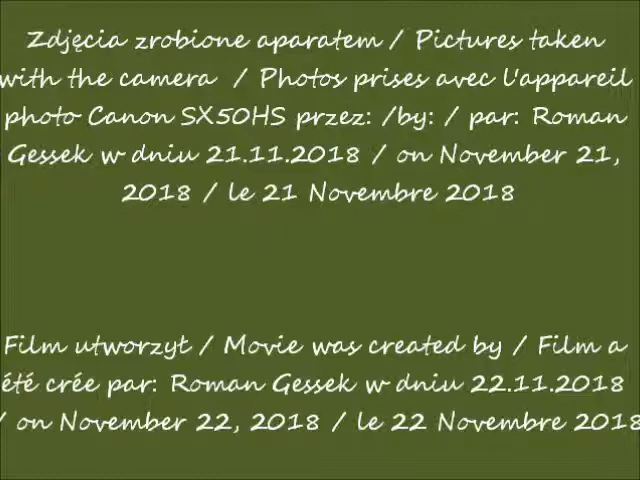 Zdjęcia zrobione aparatem / Pictures taken
with the camera / Photos prises avec l'appareil
photo Canon SX50HS przez: /by: / par: Roman
Gessek w dniu 21.11.2018 / on November 21,
2018 / le 21 Novembre 2018
Film utworzył / Movie was created by / Film a
été crée par: Roman Gessek w dniu 22.11.2018
/ on November 22, 2018 / le 22 Novembre 2018